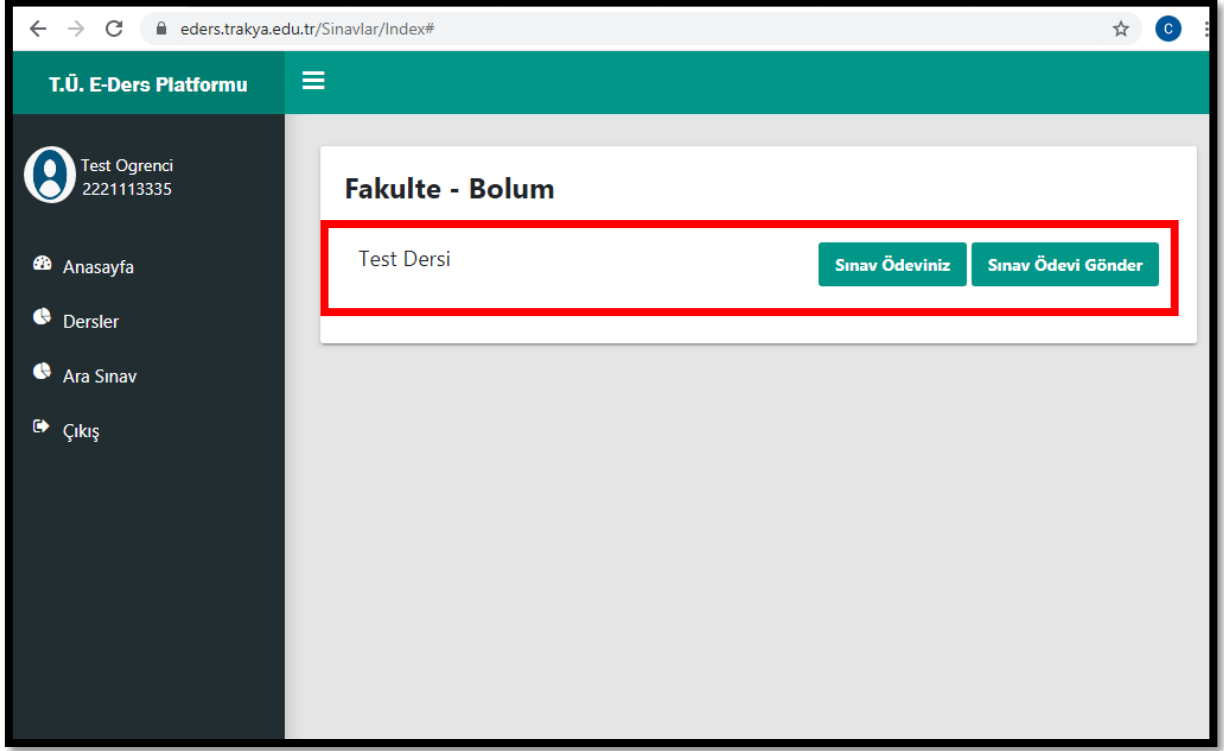 eders.trakya.edu.tr/Sinavlar/Index#
C
T.Ü. E-Ders Platformu
Test Ogrenci
2221113335
Anasayfa
Dersler
Ara Sınav
Çıkış
Fakulte - Bolum
Test Dersi
Sınav Ödeviniz
Sınav Ödevi Gönder